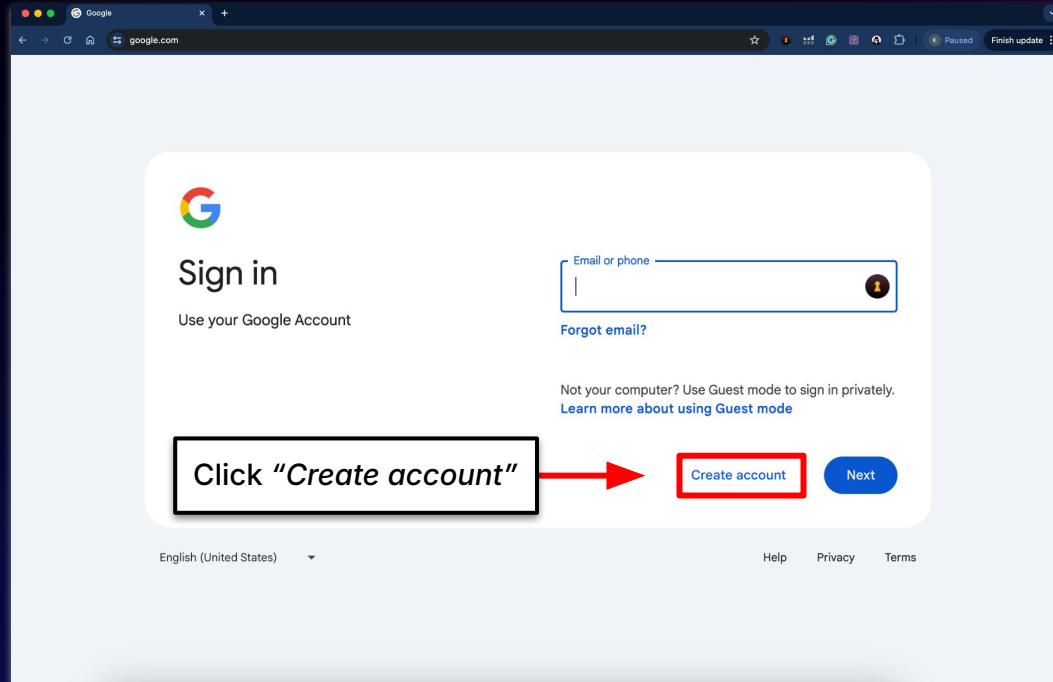 Google
google.com
K Paused
Finish update
Sign in
Use your Google Account
Email or phone
Forgot email?
Not your computer? Use Guest mode to sign in privately.
Learn more about using Guest mode
Click “Create account”
Create account
Next
English (United States)
Help
Privacy
Terms